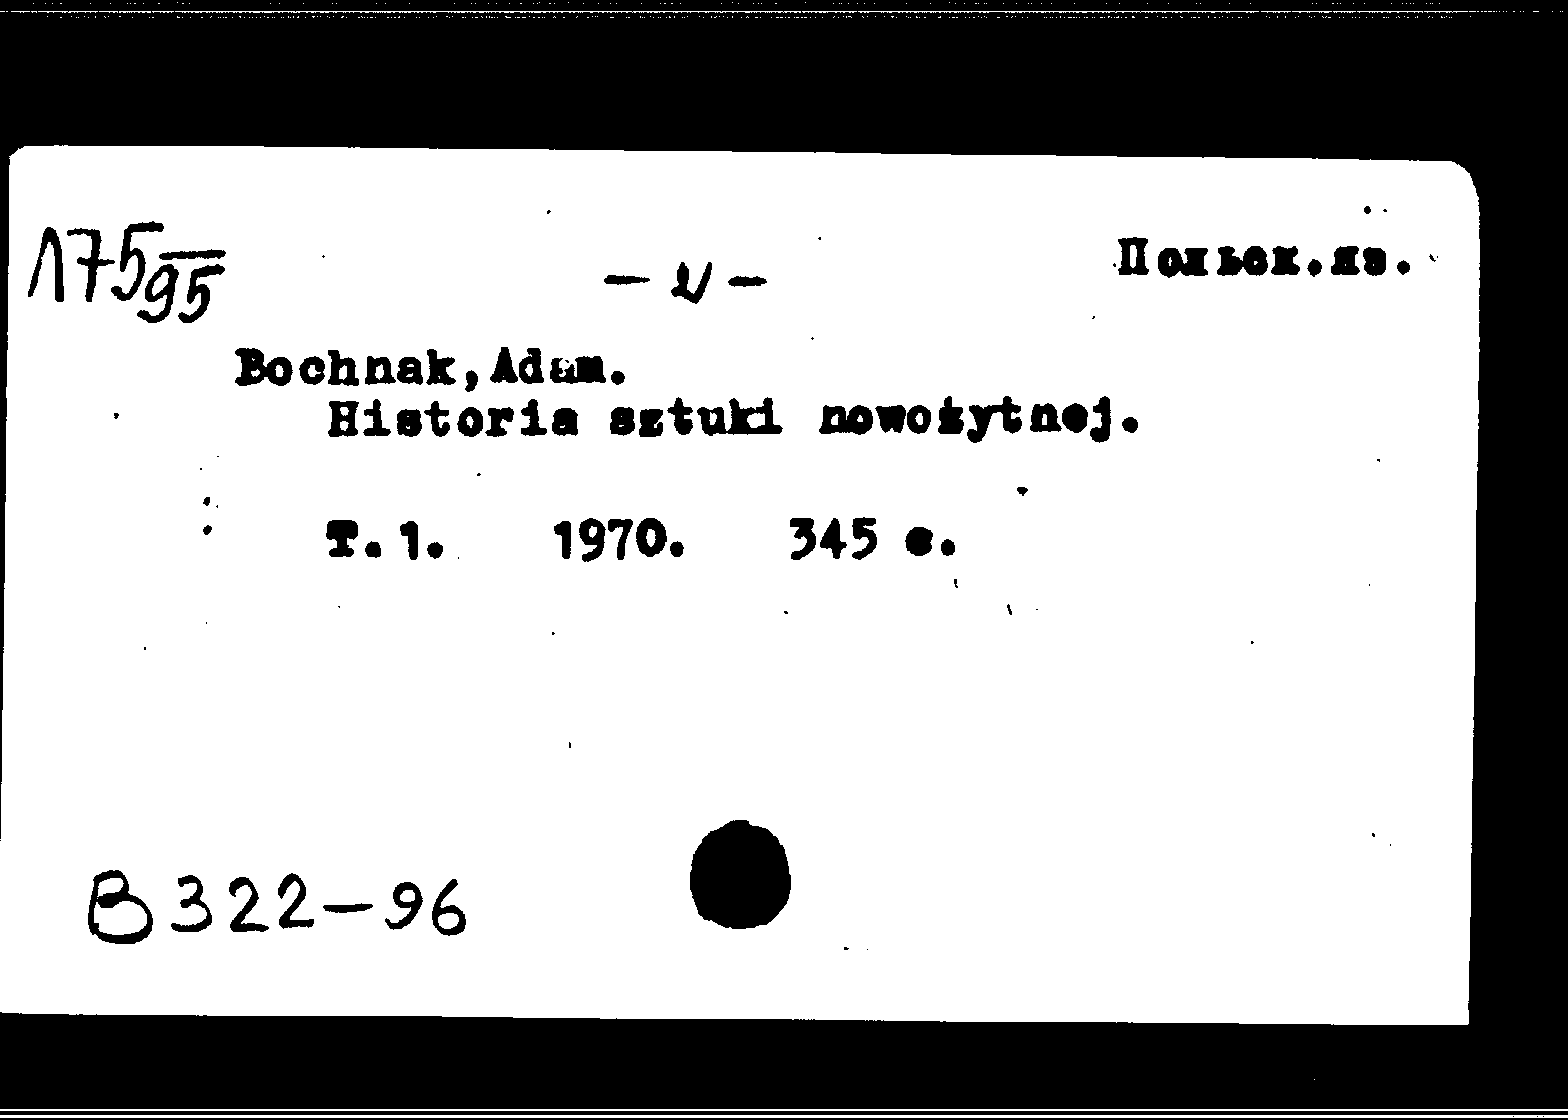 175/95
- 2 -
Польск.яз.
Bochnak, Adam.
Historia sztuki nowożytnej.
T.1. 1970. 345 с.
В 322-96